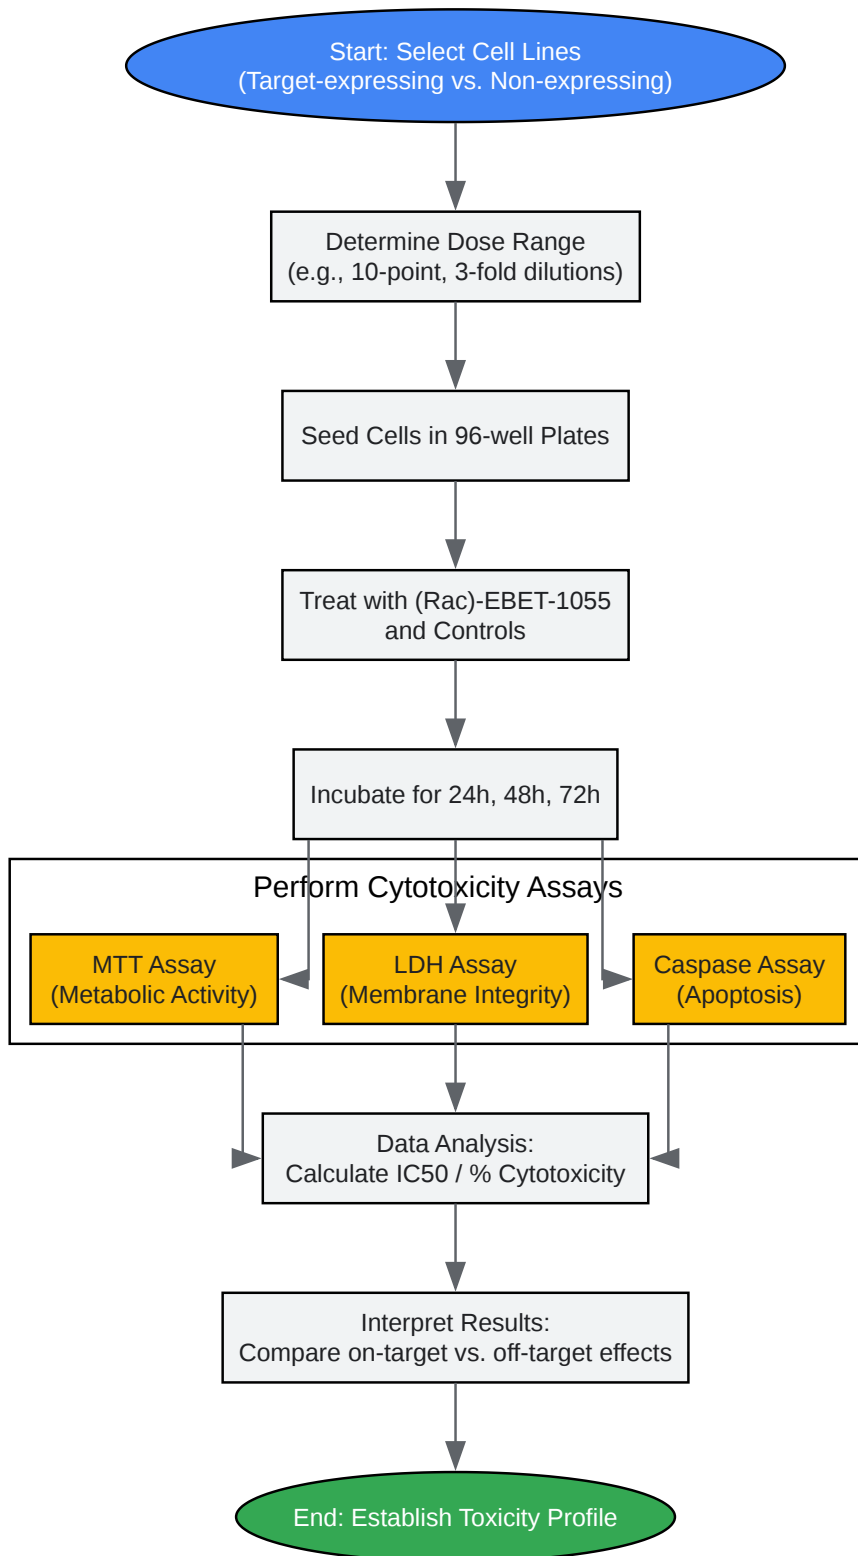 Start: Select Cell Lines
(Target-expressing vs. Non-expressing)
Determine Dose Range
(e.g., 10-point, 3-fold dilutions)
Seed Cells in 96-well Plates
Treat with (Rac)-EBET-1055
and Controls
Incubate for 24h, 48h, 72h
Perform Cytotoxicity Assays
MTT Assay
(Metabolic Activity)
LDH Assay
(Membrane Integrity)
Caspase Assay
(Apoptosis)
Data Analysis:
Calculate IC50 / % Cytotoxicity
Interpret Results:
Compare on-target vs. off-target effects
End: Establish Toxicity Profile